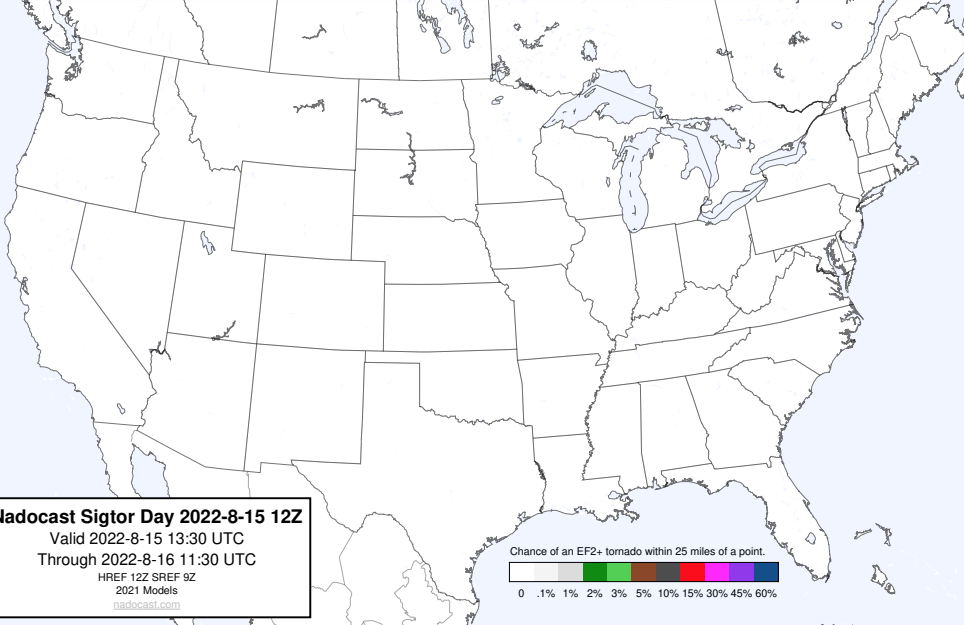 Nadocast Sigtor Day 2022-8-15 12Z
Valid 2022-8-15 13:30 UTC
Through 2022-8-16 11:30 UTC
HREF 12Z SREF 9Z
2021 Models
nadocast.com
Chance of an EF2+ tornado within 25 miles of a point.
0 .1% 1% 2% 3% 5% 10% 15% 30% 45% 60%